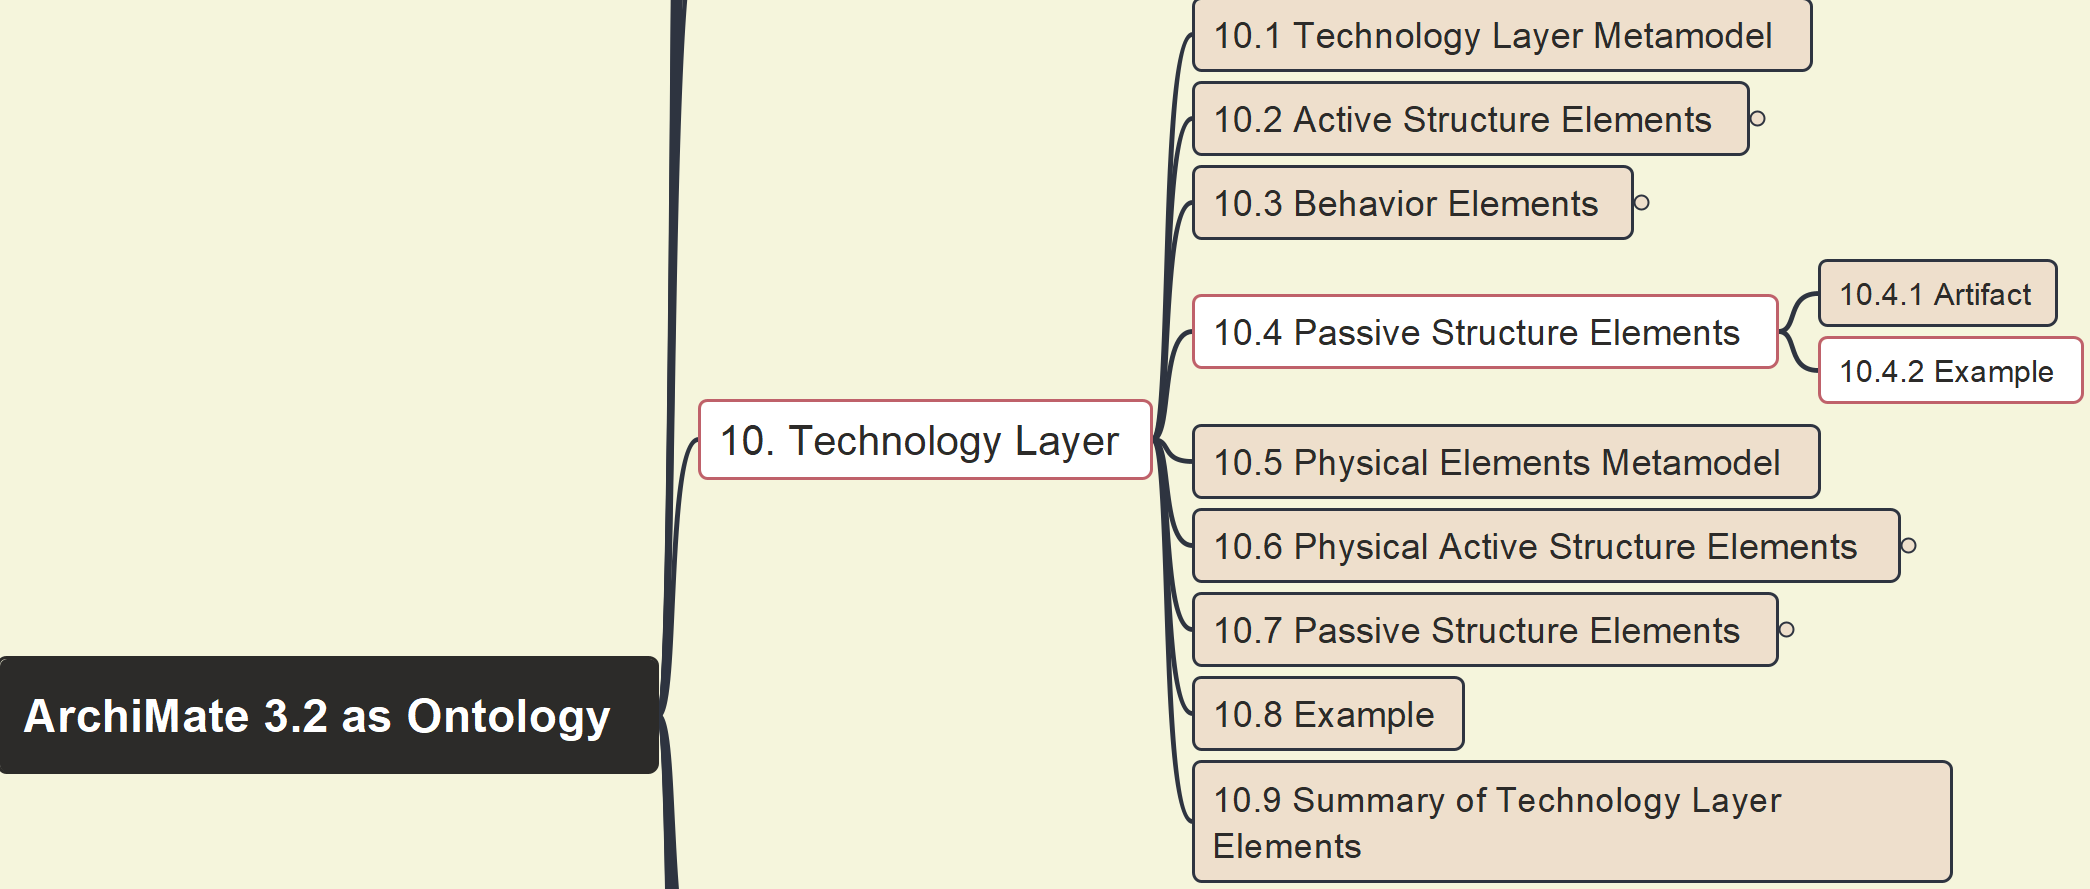 10.1 Technology Layer Metamodel
10.2 Active Structure Elements
10.3 Behavior Elements
10.4 Passive Structure Elements
10.4.1 Artifact
10.4.2 Example
10. Technology Layer
10.5 Physical Elements Metamodel
10.6 Physical Active Structure Elements
10.7 Passive Structure Elements
ArchiMate 3.2 as Ontology
10.8 Example
10.9 Summary of Technology Layer
Elements